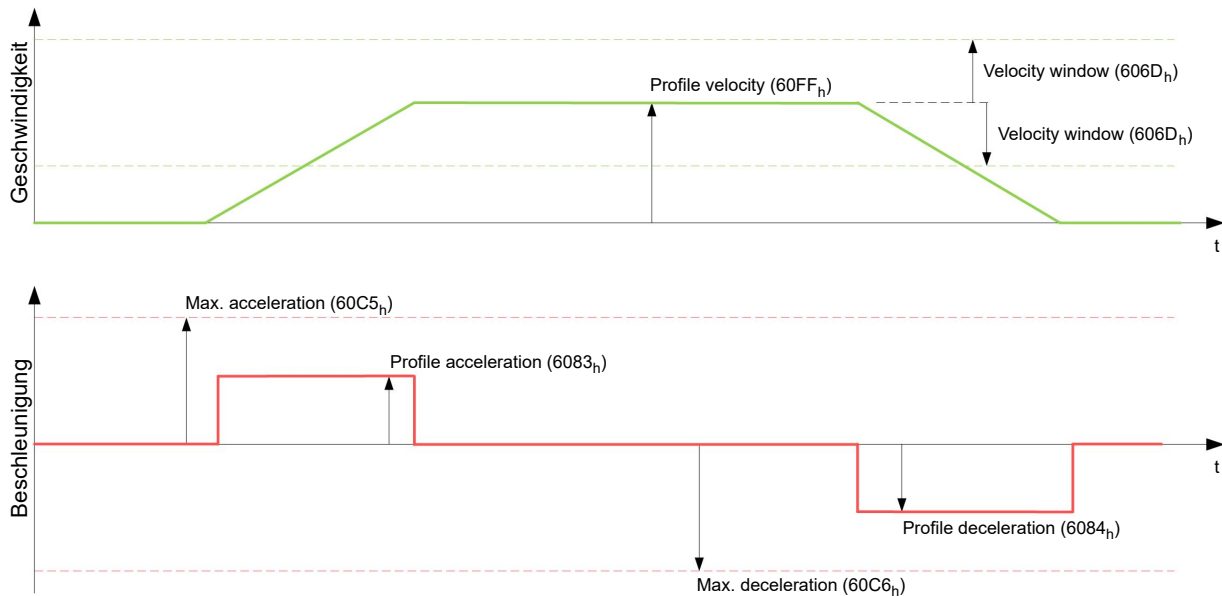 Geschwindigkeit
Velocity window (606Dh)
Profile velocity (60FFh)
Velocity window (606Dh)
t
Beschleunigung
Max. acceleration (60C5h)
Profile acceleration (6083h)
t
Profile deceleration (6084h)
Max. deceleration (60C6h)